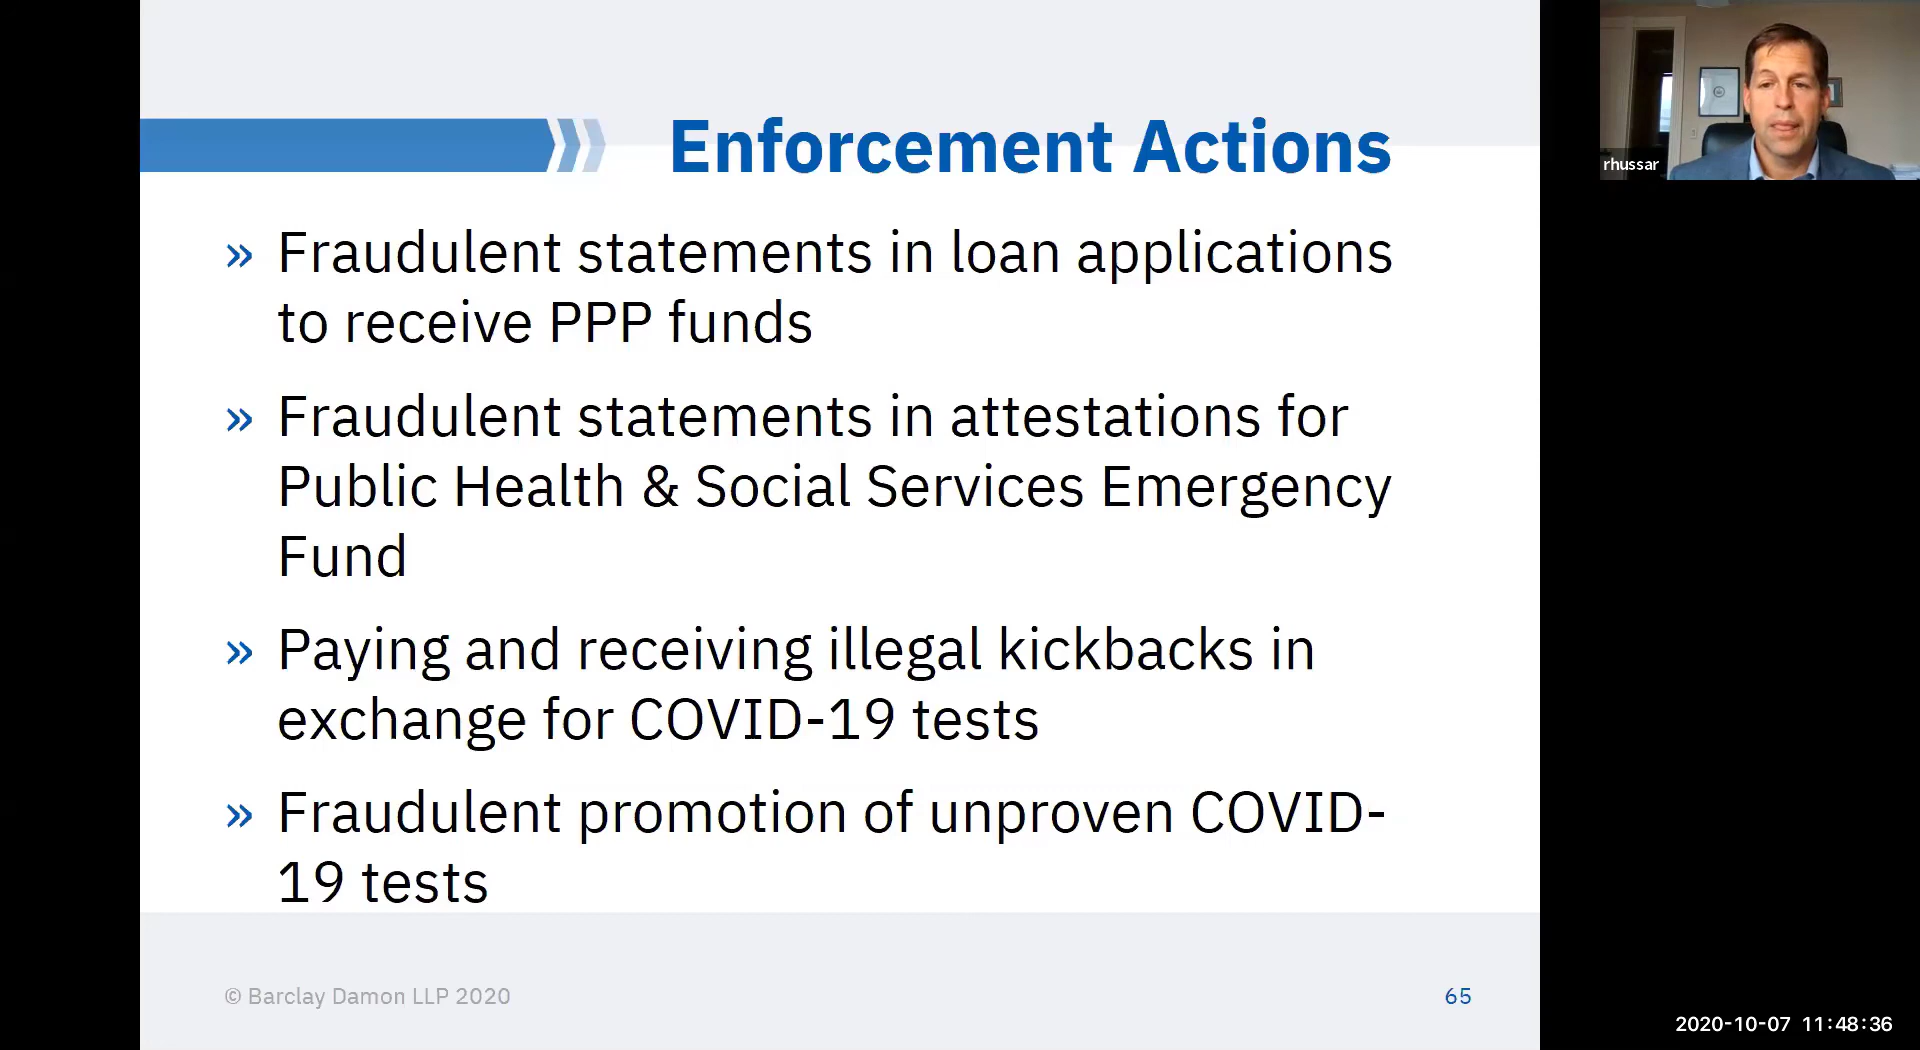 Enforcement Actions
» Fraudulent statements in loan applications
to receive PPP funds
» Fraudulent statements in attestations for
Public Health & Social Services Emergency
Fund
» Paying and receiving illegal kickbacks in
exchange for COVID-19 tests
» Fraudulent promotion of unproven COVID-
19 tests
© Barclay Damon LLP 2020
65
rhussar
2020-10-07 11:48:36